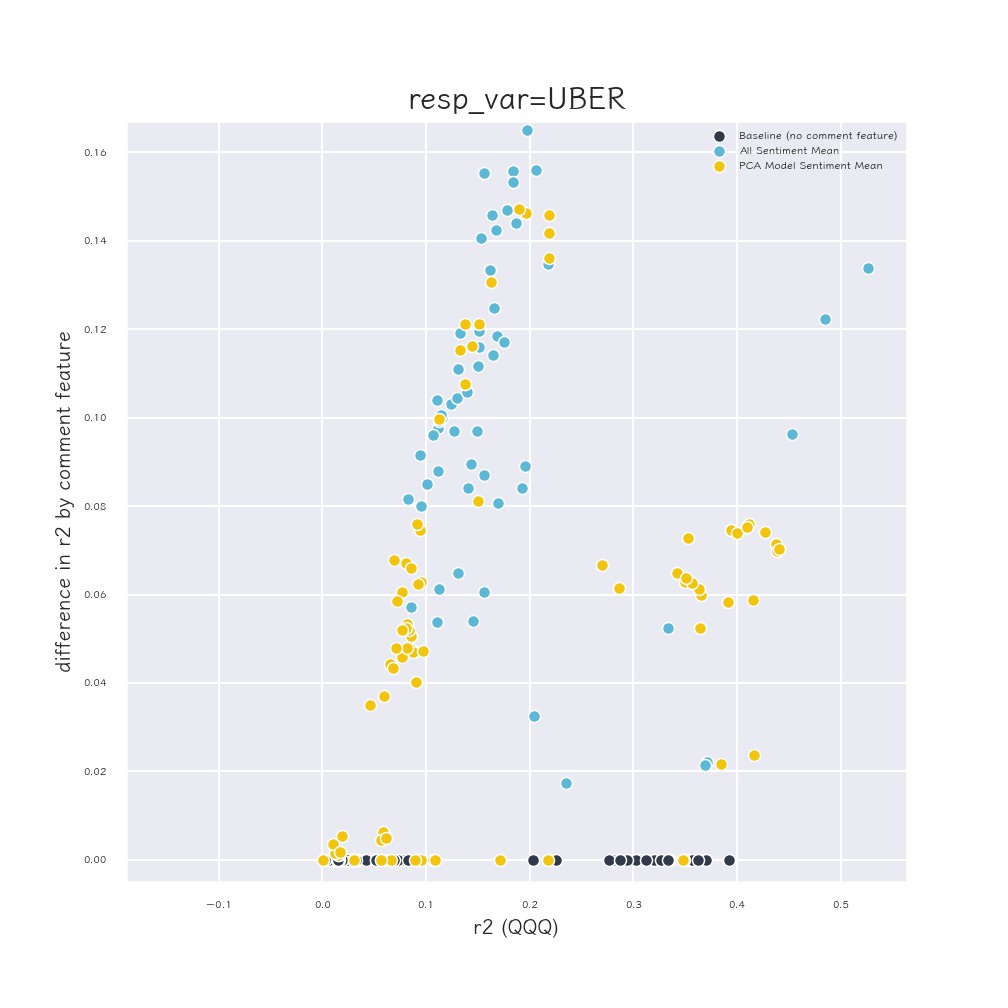 resp_var=UBER
Baseline (no comment feature)
All Sentiment Mean
PCA Model Sentiment Mean
difference in r2 by comment feature
0.16
0.14
0.12
0.10
0.08
0.06
0.04
0.02
0.00
−0.1 0.0 0.1 0.2 0.3 0.4 0.5
r2 (QQQ)